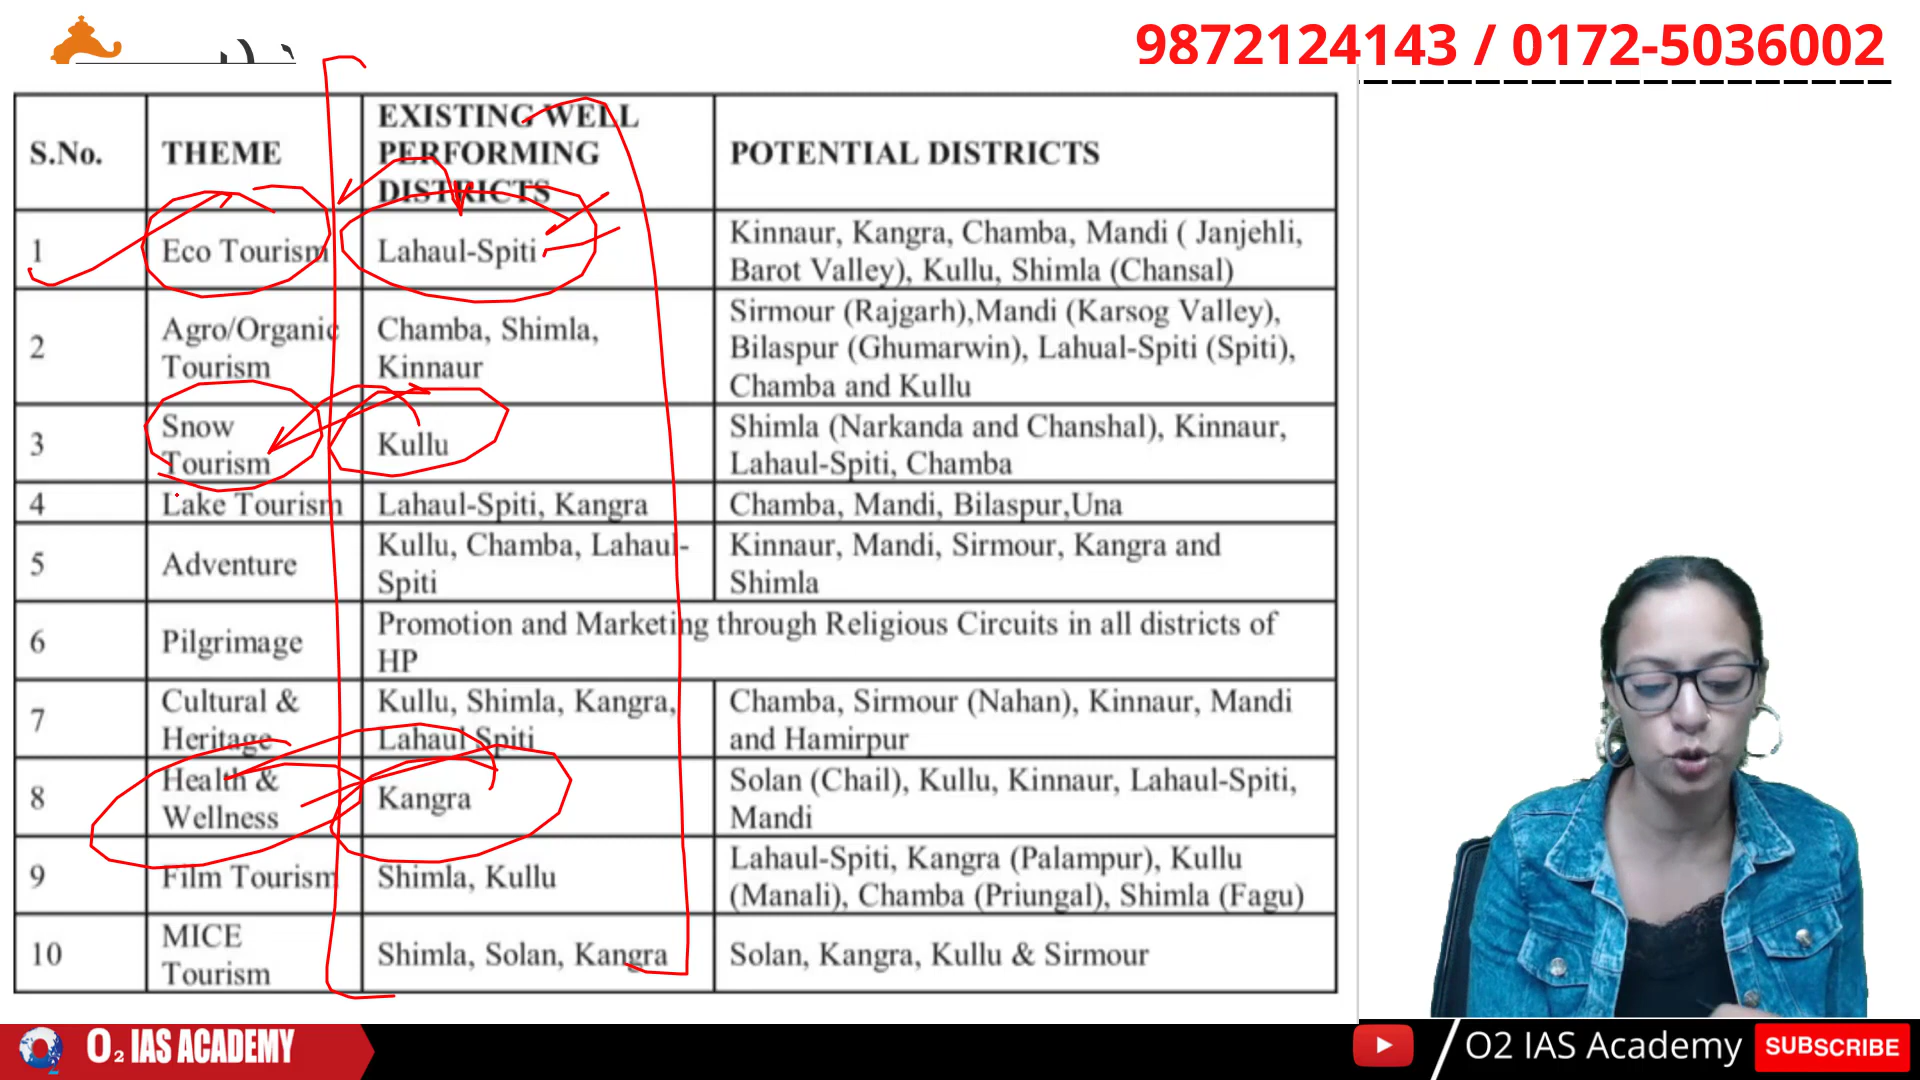 9872124143 / 0172-5036002
S.No.
THEME
EXISTING WELL
PERFORMING
DISTRICTS
POTENTIAL DISTRICTS
1
Eco Tourism
Lahaul-Spiti
Kinnaur, Kangra, Chamba, Mandi ( Janjehli,
Barot Valley), Kullu, Shimla (Chansal)
2
Agro/Organic
Tourism
Chamba, Shimla,
Kinnaur
Sirmour (Rajgarh),Mandi (Karsog Valley),
Bilaspur (Ghumarwin), Lahual-Spiti (Spiti),
Chamba and Kullu
3
Snow
Tourism
Kullu
Shimla (Narkanda and Chanshal), Kinnaur,
Lahaul-Spiti, Chamba
4
Lake Tourism
Lahaul-Spiti, Kangra
Chamba, Mandi, Bilaspur,Una
5
Adventure
Kullu, Chamba, Lahaul-
Spiti
Kinnaur, Mandi, Sirmour, Kangra and
Shimla
6
Pilgrimage
Promotion and Marketing through Religious Circuits in all districts of
HP
7
Cultural &
Heritage
Kullu, Shimla, Kangra,
Lahaul Spiti
Chamba, Sirmour (Nahan), Kinnaur, Mandi
and Hamirpur
8
Health &
Wellness
Kangra
Solan (Chail), Kullu, Kinnaur, Lahaul-Spiti,
Mandi
9
Film Tourism
Shimla, Kullu
Lahaul-Spiti, Kangra (Palampur), Kullu
(Manali), Chamba (Priungal), Shimla (Fagu)
10
MICE
Tourism
Shimla, Solan, Kangra
Solan, Kangra, Kullu & Sirmour
O2 IAS ACADEMY
O2 IAS Academy
SUBSCRIBE